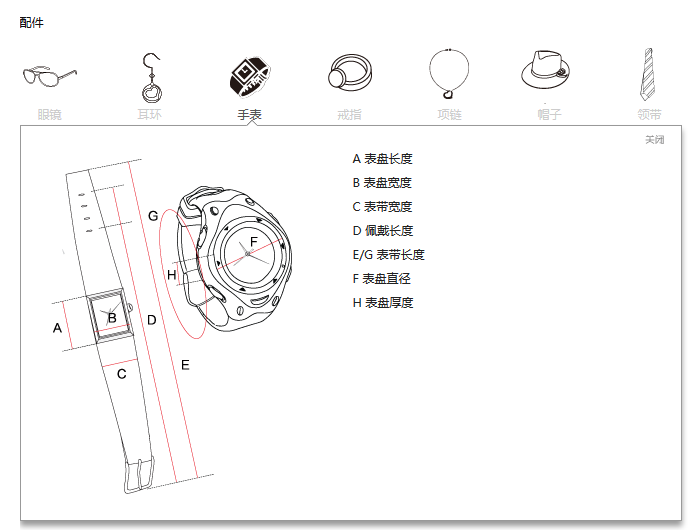 配件
眼镜 耳环 手表 戒指 项链 帽子 领带
关闭
A 表盘长度
B 表盘宽度
C 表带宽度
D 佩戴长度
E/G 表带长度
F 表盘直径
H 表盘厚度
G
F
H
A
B
D
E
C